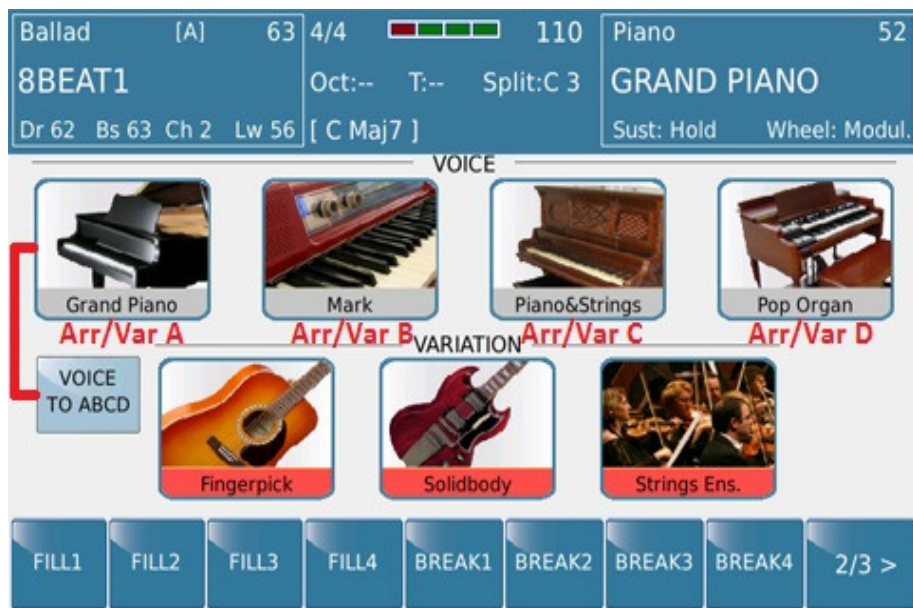 Ballad [A] 63 4/4 110 Piano 52
8BEAT1 Oct:-- T:-- Split:C 3 GRAND PIANO
Dr 62 Bs 63 Ch 2 Lw 56 [ C Maj7 ] Sust: Hold Wheel: Modul.
VOICE
Grand Piano Mark Piano&Strings Pop Organ
Arr/Var A Arr/Var B Arr/Var C Arr/Var D
VARIATION
VOICE
TO ABCD
Fingerpick Solidbody Strings Ens.
FILL1 FILL2 FILL3 FILL4 BREAK1 BREAK2 BREAK3 BREAK4 2/3 >